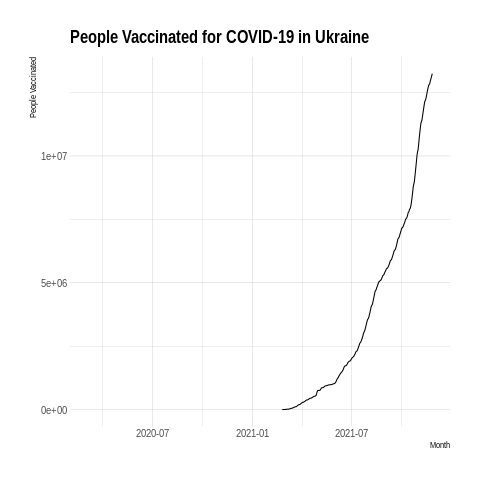 People Vaccinated for COVID-19 in Ukraine
People Vaccinated
1e+07
5e+06
0e+00
2020-07
2021-01
2021-07
Month